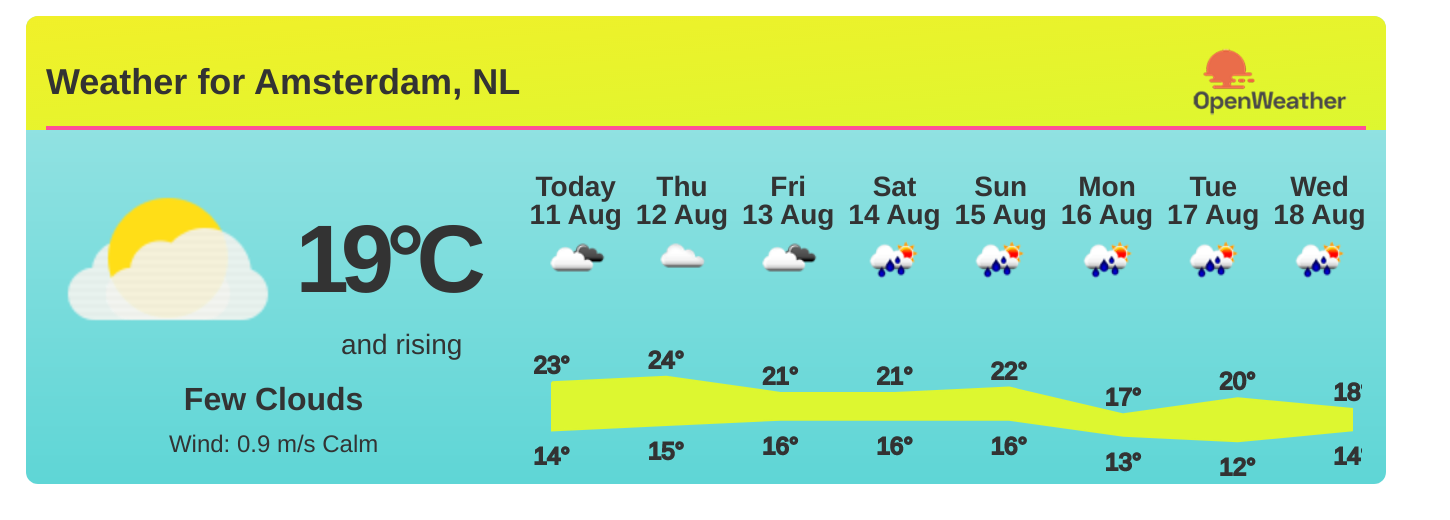 Weather for Amsterdam, NL
OpenWeather
19°C
and rising
Few Clouds
Wind: 0.9 m/s Calm
Today Thu Fri Sat Sun Mon Tue Wed
11 Aug 12 Aug 13 Aug 14 Aug 15 Aug 16 Aug 17 Aug 18 Aug
23° 24° 21° 21° 22° 17° 20° 18°
14° 15° 16° 16° 16° 13° 12° 14°